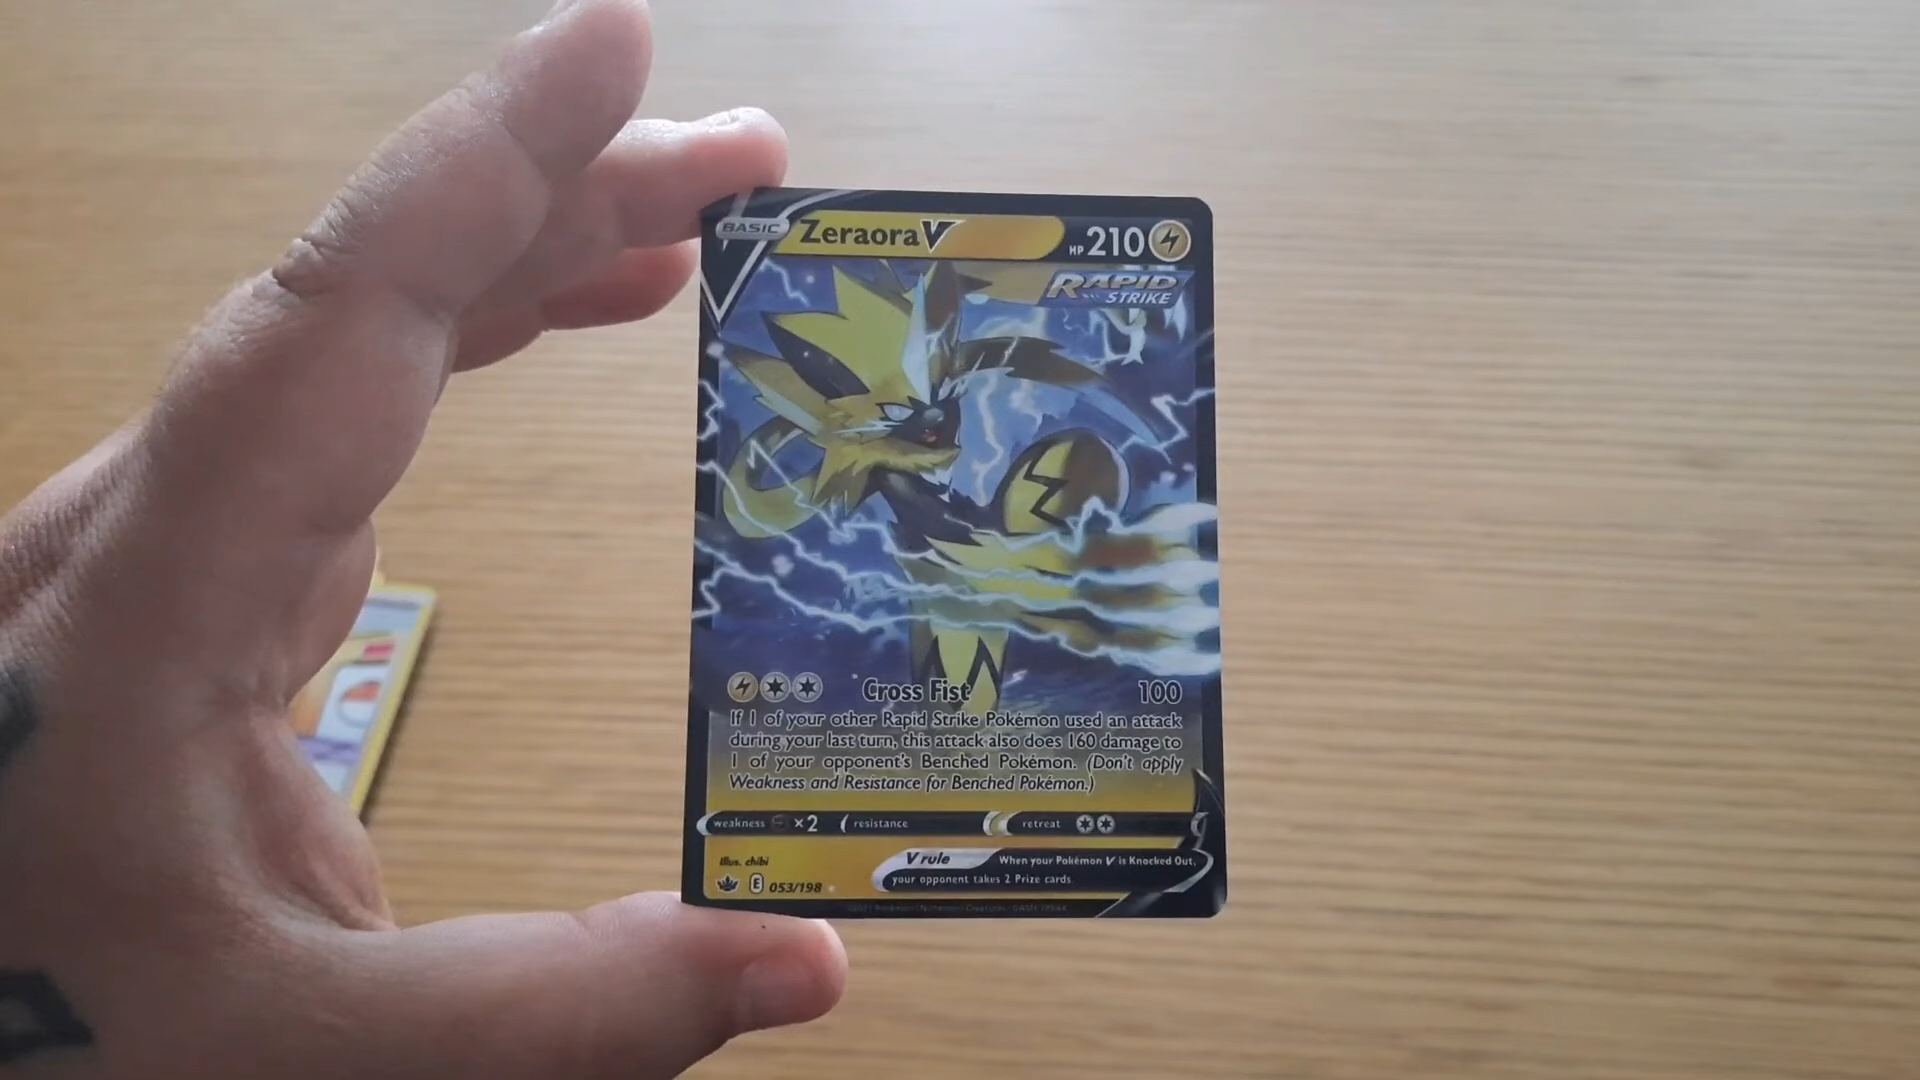 BASIC Zeraora V HP 210
RAPID
STRIKE
Cross Fist 100
If 1 of your other Rapid Strike Pokémon used an attack
during your last turn, this attack also does 160 damage to
1 of your opponent's Benched Pokémon. (Don't apply
Weakness and Resistance for Benched Pokémon.)
weakness ×2 resistance retreat
Illus. chibi
V rule When your Pokémon V is Knocked Out,
your opponent takes 2 Prize cards.
E 053/198